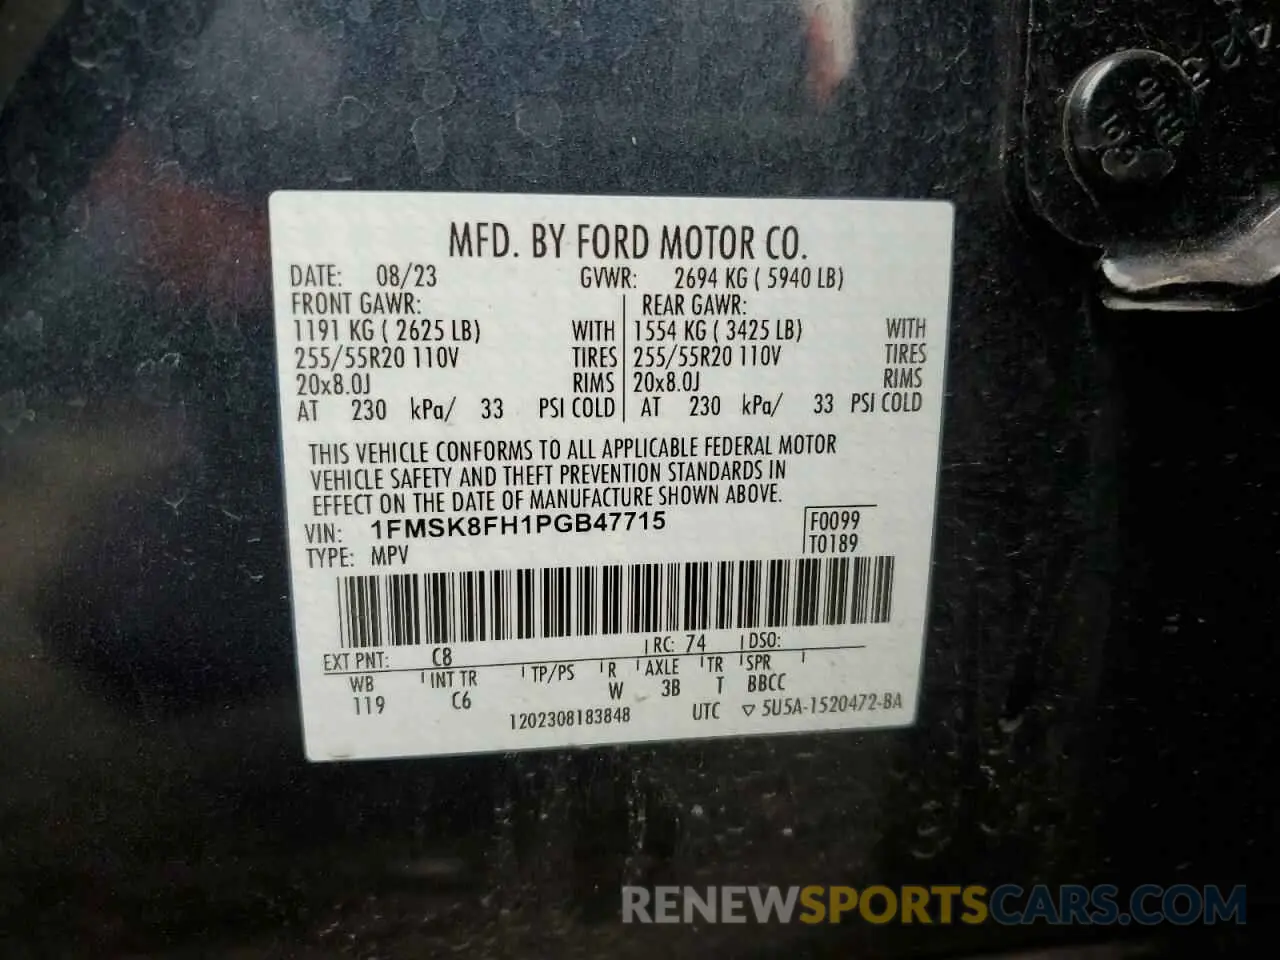 MFD. BY FORD MOTOR CO.
DATE: 08/23 GVWR: 2694 KG ( 5940 LB)
FRONT GAWR: REAR GAWR:
1191 KG ( 2625 LB) WITH 1554 KG ( 3425 LB) WITH
255/55R20 110V TIRES 255/55R20 110V TIRES
20x8.0J RIMS 20x8.0J RIMS
AT 230 kPa/ 33 PSI COLD AT 230 kPa/ 33 PSI COLD
THIS VEHICLE CONFORMS TO ALL APPLICABLE FEDERAL MOTOR
VEHICLE SAFETY AND THEFT PREVENTION STANDARDS IN
EFFECT ON THE DATE OF MANUFACTURE SHOWN ABOVE.
VIN: 1FMSK8FH1PGB47715 F0099
TYPE: MPV T0189
EXT PNT: C8 RC: 74 DSO:
WB INT TR TP/PS R AXLE TR SPR
119 C6 W 3B T BBCC
1202308183848 UTC ▽ 5U5A-1520472-BA
RENEWSPORTSCARS.COM